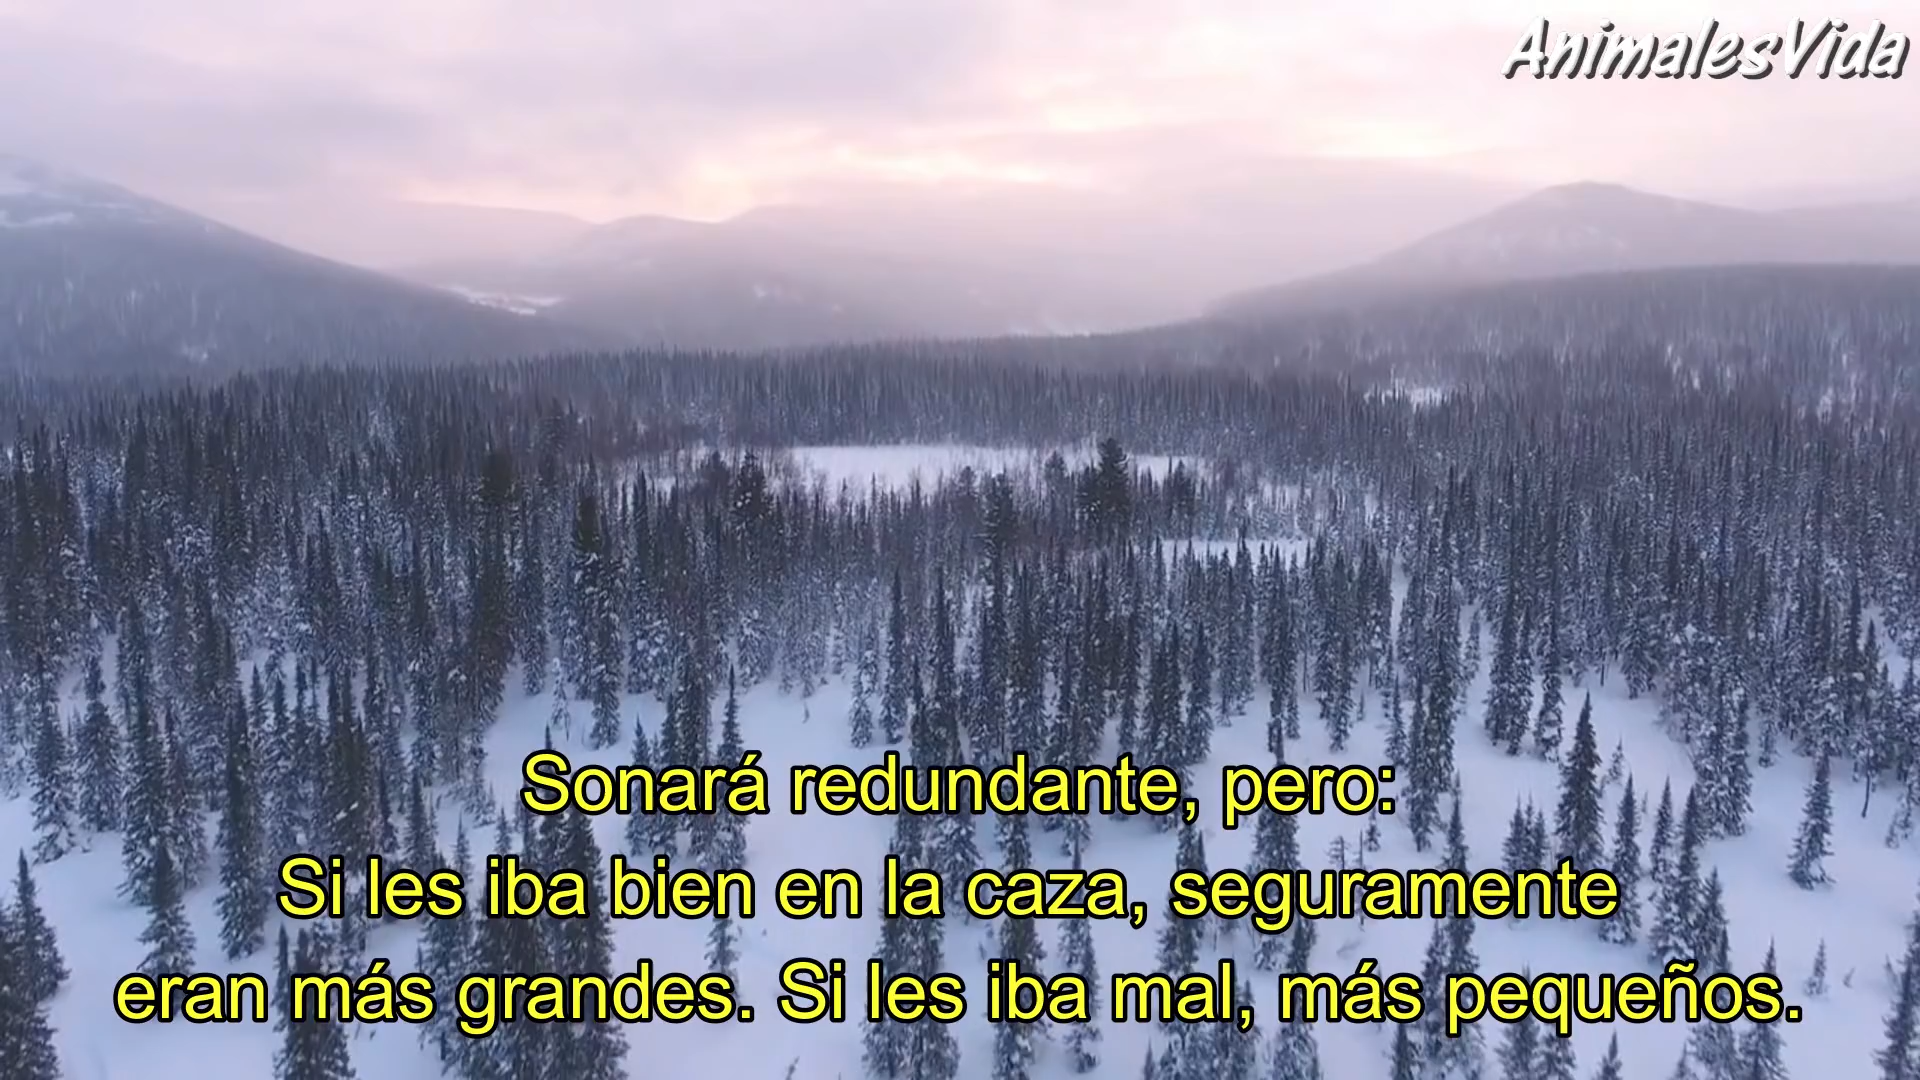 AnimalesVida
Sonará redundante, pero:
Si les iba bien en la caza, seguramente
eran más grandes. Si les iba mal, más pequeños.